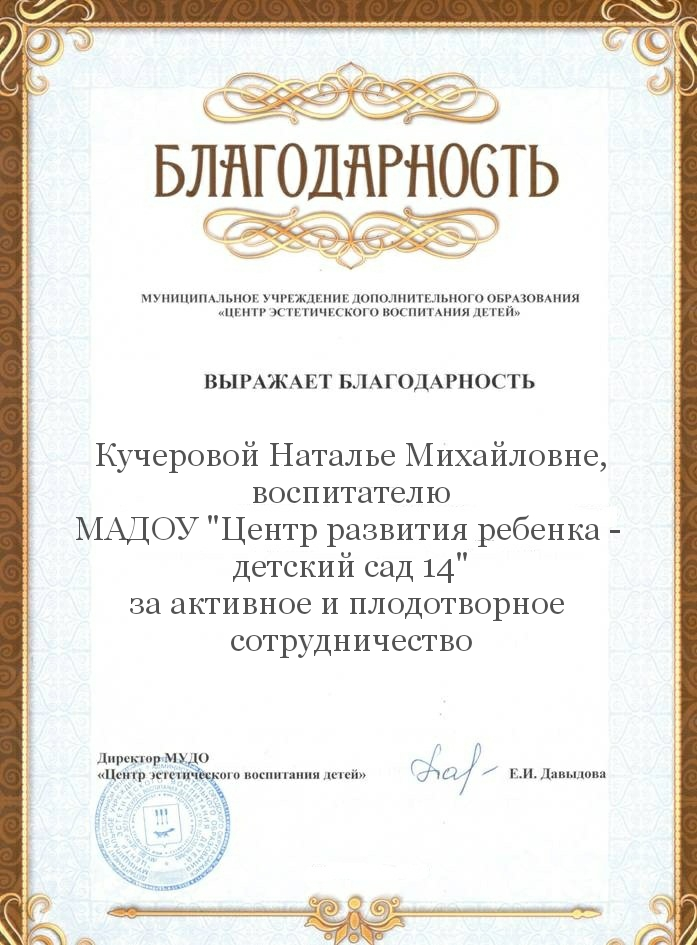 БЛАГОДАРНОСТЬ
МУНИЦИПАЛЬНОЕ УЧРЕЖДЕНИЕ ДОПОЛНИТЕЛЬНОГО ОБРАЗОВАНИЯ
«ЦЕНТР ЭСТЕТИЧЕСКОГО ВОСПИТАНИЯ ДЕТЕЙ»
ВЫРАЖАЕТ БЛАГОДАРНОСТЬ
Кучеровой Наталье Михайловне,
воспитателю
МАДОУ "Центр развития ребенка -
детский сад 14"
за активное и плодотворное
сотрудничество
Директор МУДО
«Центр эстетического воспитания детей»
Е.И. Давыдова